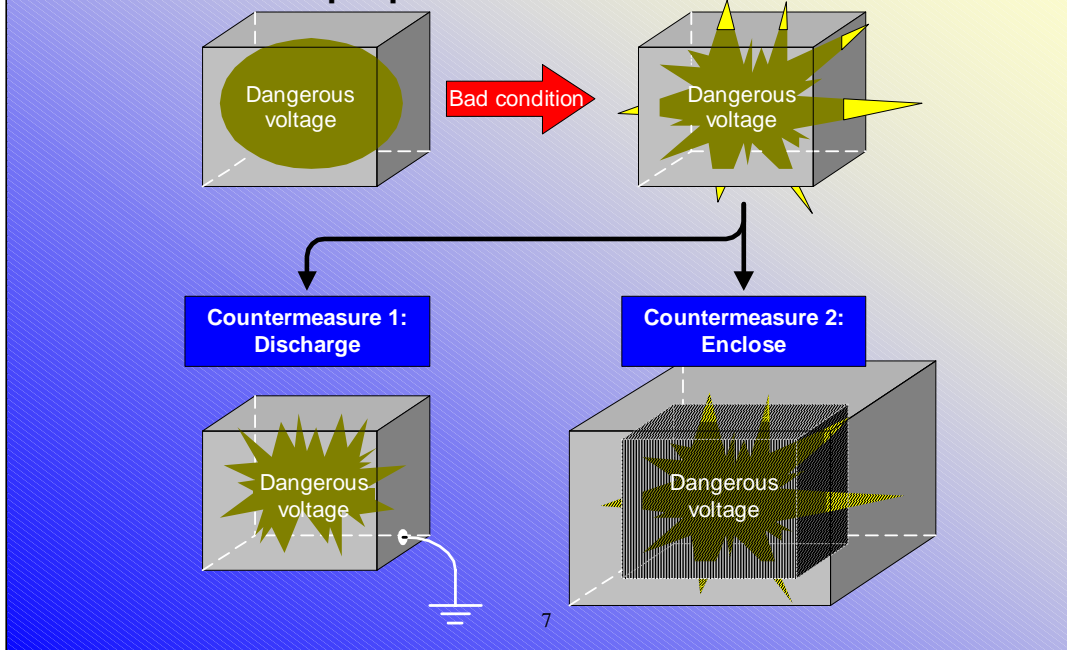 Dangerous
voltage
Bad condition
Dangerous
voltage
Countermeasure 1:
Discharge
Countermeasure 2:
Enclose
Dangerous
voltage
Dangerous
voltage
7